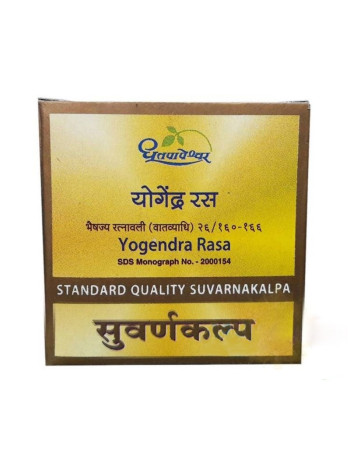 धूतपापेश्वर
योगेंद्र रस
भैषज्य रत्नावली (वातव्याधि) २६/१६०-१६६
Yogendra Rasa
SDS Monograph No. - 2000154
STANDARD QUALITY SUVARNAKALPA
सुवर्णकल्प